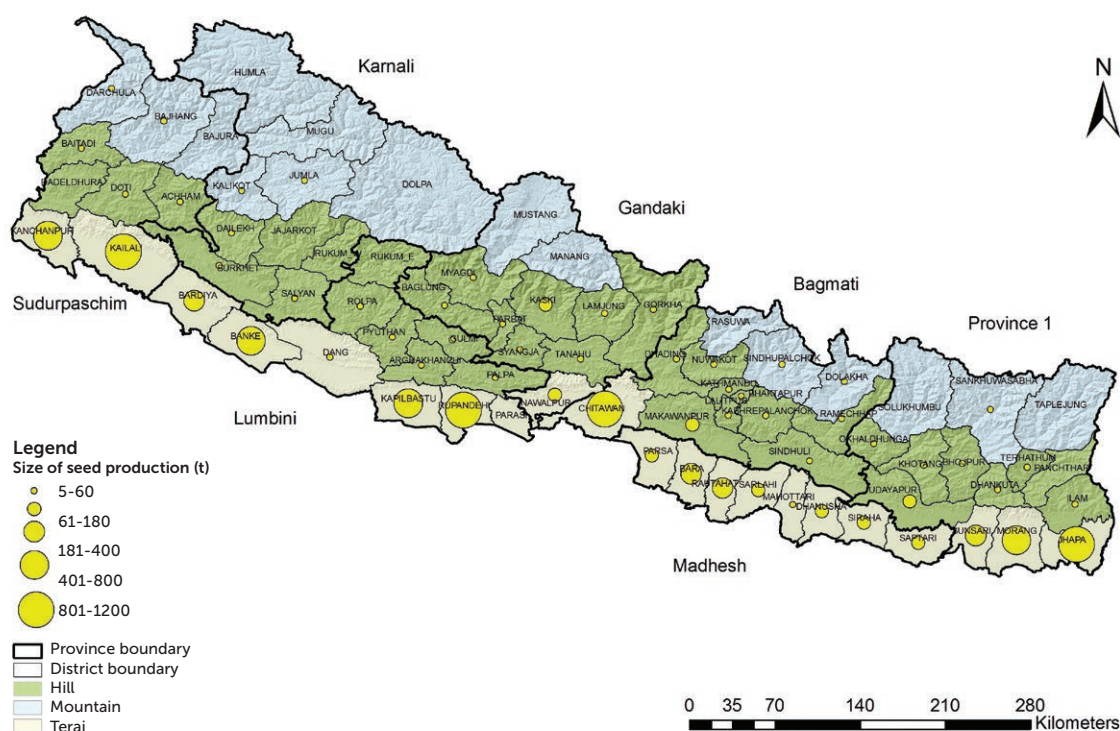 Karnali
N
HUMLA
DARCHULA
BAJHANG
MUGU
BAJURA
BAITADI
JUMLA
KALIKOT
DOLPA
DADELDHURA
DOTI
ACHHAM
MUSTANG
Gandaki
KANCHANPUR
DAILEKH
JAJARKOT
KAILALI
RUKUM_W
RUKUM_E
MANANG
SURKHET
MYAGDI
BAGLUNG
Sudurpaschim
BARDIYA
SALYAN
ROLPA
KASKI
LAMJUNG
GORKHA
Bagmati
PARBAT
RASUWA
Province 1
BANKE
PYUTHAN
GULMI
SYANGJA
TANAHU
DHADING
NUWAKOT
SINDHUPALCHOK
DANG
ARGHAKHANCHI
DOLAKHA
SANKHUWASABHA
SOLUKHUMBU
TAPLEJUNG
PALPA
KATHMANDU
BHAKTAPUR
LALITPUR
KAPILBASTU
RUPANDEHI
PARASI
NAWALPUR
CHITAWAN
MAKAWANPUR
KABHREPALANCHOK
RAMECHHAP
Lumbini
OKHALDHUNGA
SINDHULI
KHOTANG
BHOJPUR
TERHATHUM
PANCHTHAR
PARSA
BARA
RAUTAHAT
SARLAHI
MAHOTTARI
DHANUSHA
SIRAHA
UDAYAPUR
DHANKUTA
ILAM
SAPTARI
SUNSARI
MORANG
JHAPA
Madhesh
Legend
Size of seed production (t)
5-60
61-180
181-400
401-800
801-1200
Province boundary
District boundary
Hill
Mountain
Terai
0 35 70 140 210 280
Kilometers